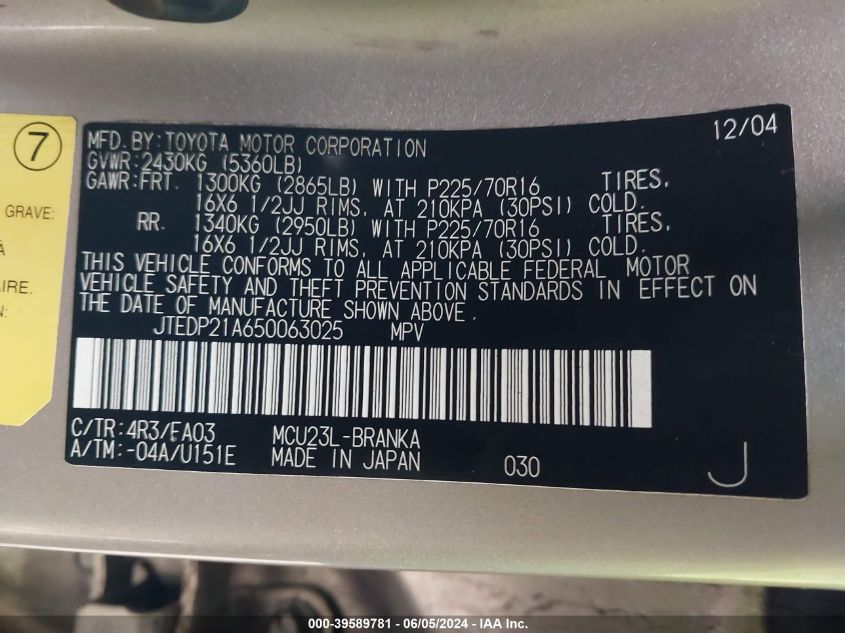 7
GRAVE:
AIRE.
12/04
MFD. BY: TOYOTA MOTOR CORPORATION
GVWR: 2430KG (5360LB)
GAWR: FRT. 1300KG (2865LB) WITH P225/70R16 TIRES,
16X6 1/2JJ RIMS, AT 210KPA (30PSI) COLD.
RR. 1340KG (2950LB) WITH P225/70R16 TIRES,
16X6 1/2JJ RIMS, AT 210KPA (30PSI) COLD.
THIS VEHICLE CONFORMS TO ALL APPLICABLE FEDERAL MOTOR
VEHICLE SAFETY AND THEFT PREVENTION STANDARDS IN EFFECT ON
THE DATE OF MANUFACTURE SHOWN ABOVE.
JTEDP21A650063025 MPV
C/TR: 4R3/FA03 MCU23L-BRANKA
A/TM: -04A/U151E MADE IN JAPAN 030
J
000-39589781 - 06/05/2024 - IAA Inc.